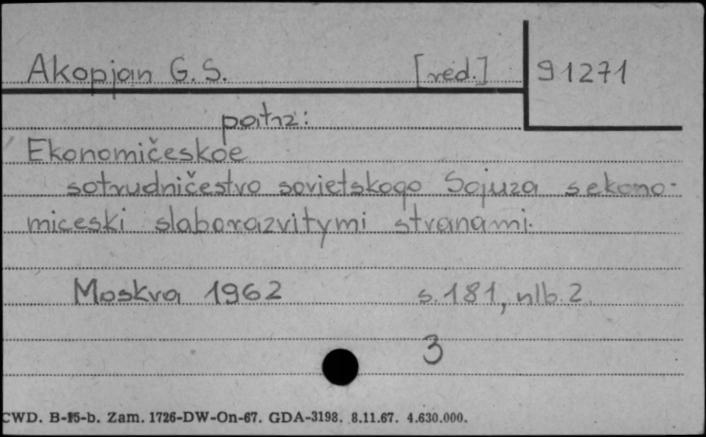 Akopjan G. S. [red.] 91271
patrz:
Ekonomičeskoe
sotrudničestvo sovietskogo Sojuza s ekono-
miceski slaborazvitymi stranami.
Moskva 1962 s. 181, nlb. 2.
3
CWD. B-15-b. Zam. 1726-DW-On-67. GDA-3198. 8.11.67. 4.630.000.